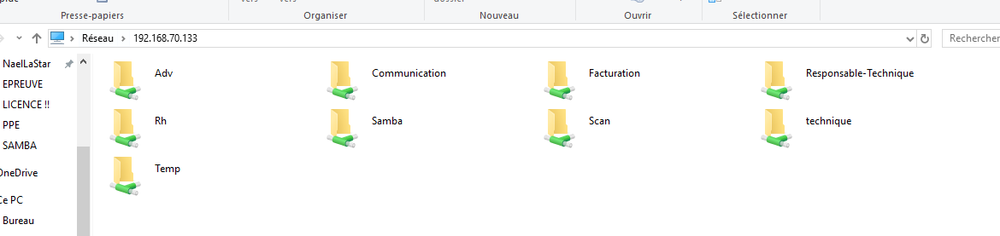 Presse-papiers Organiser Nouveau Ouvrir Sélectionner
Réseau 192.168.70.133 Rechercher
NaelLaStar
EPREUVE
LICENCE !!
PPE
SAMBA
OneDrive
Ce PC
Bureau
Adv Communication Facturation Responsable-Technique
Rh Samba Scan technique
Temp